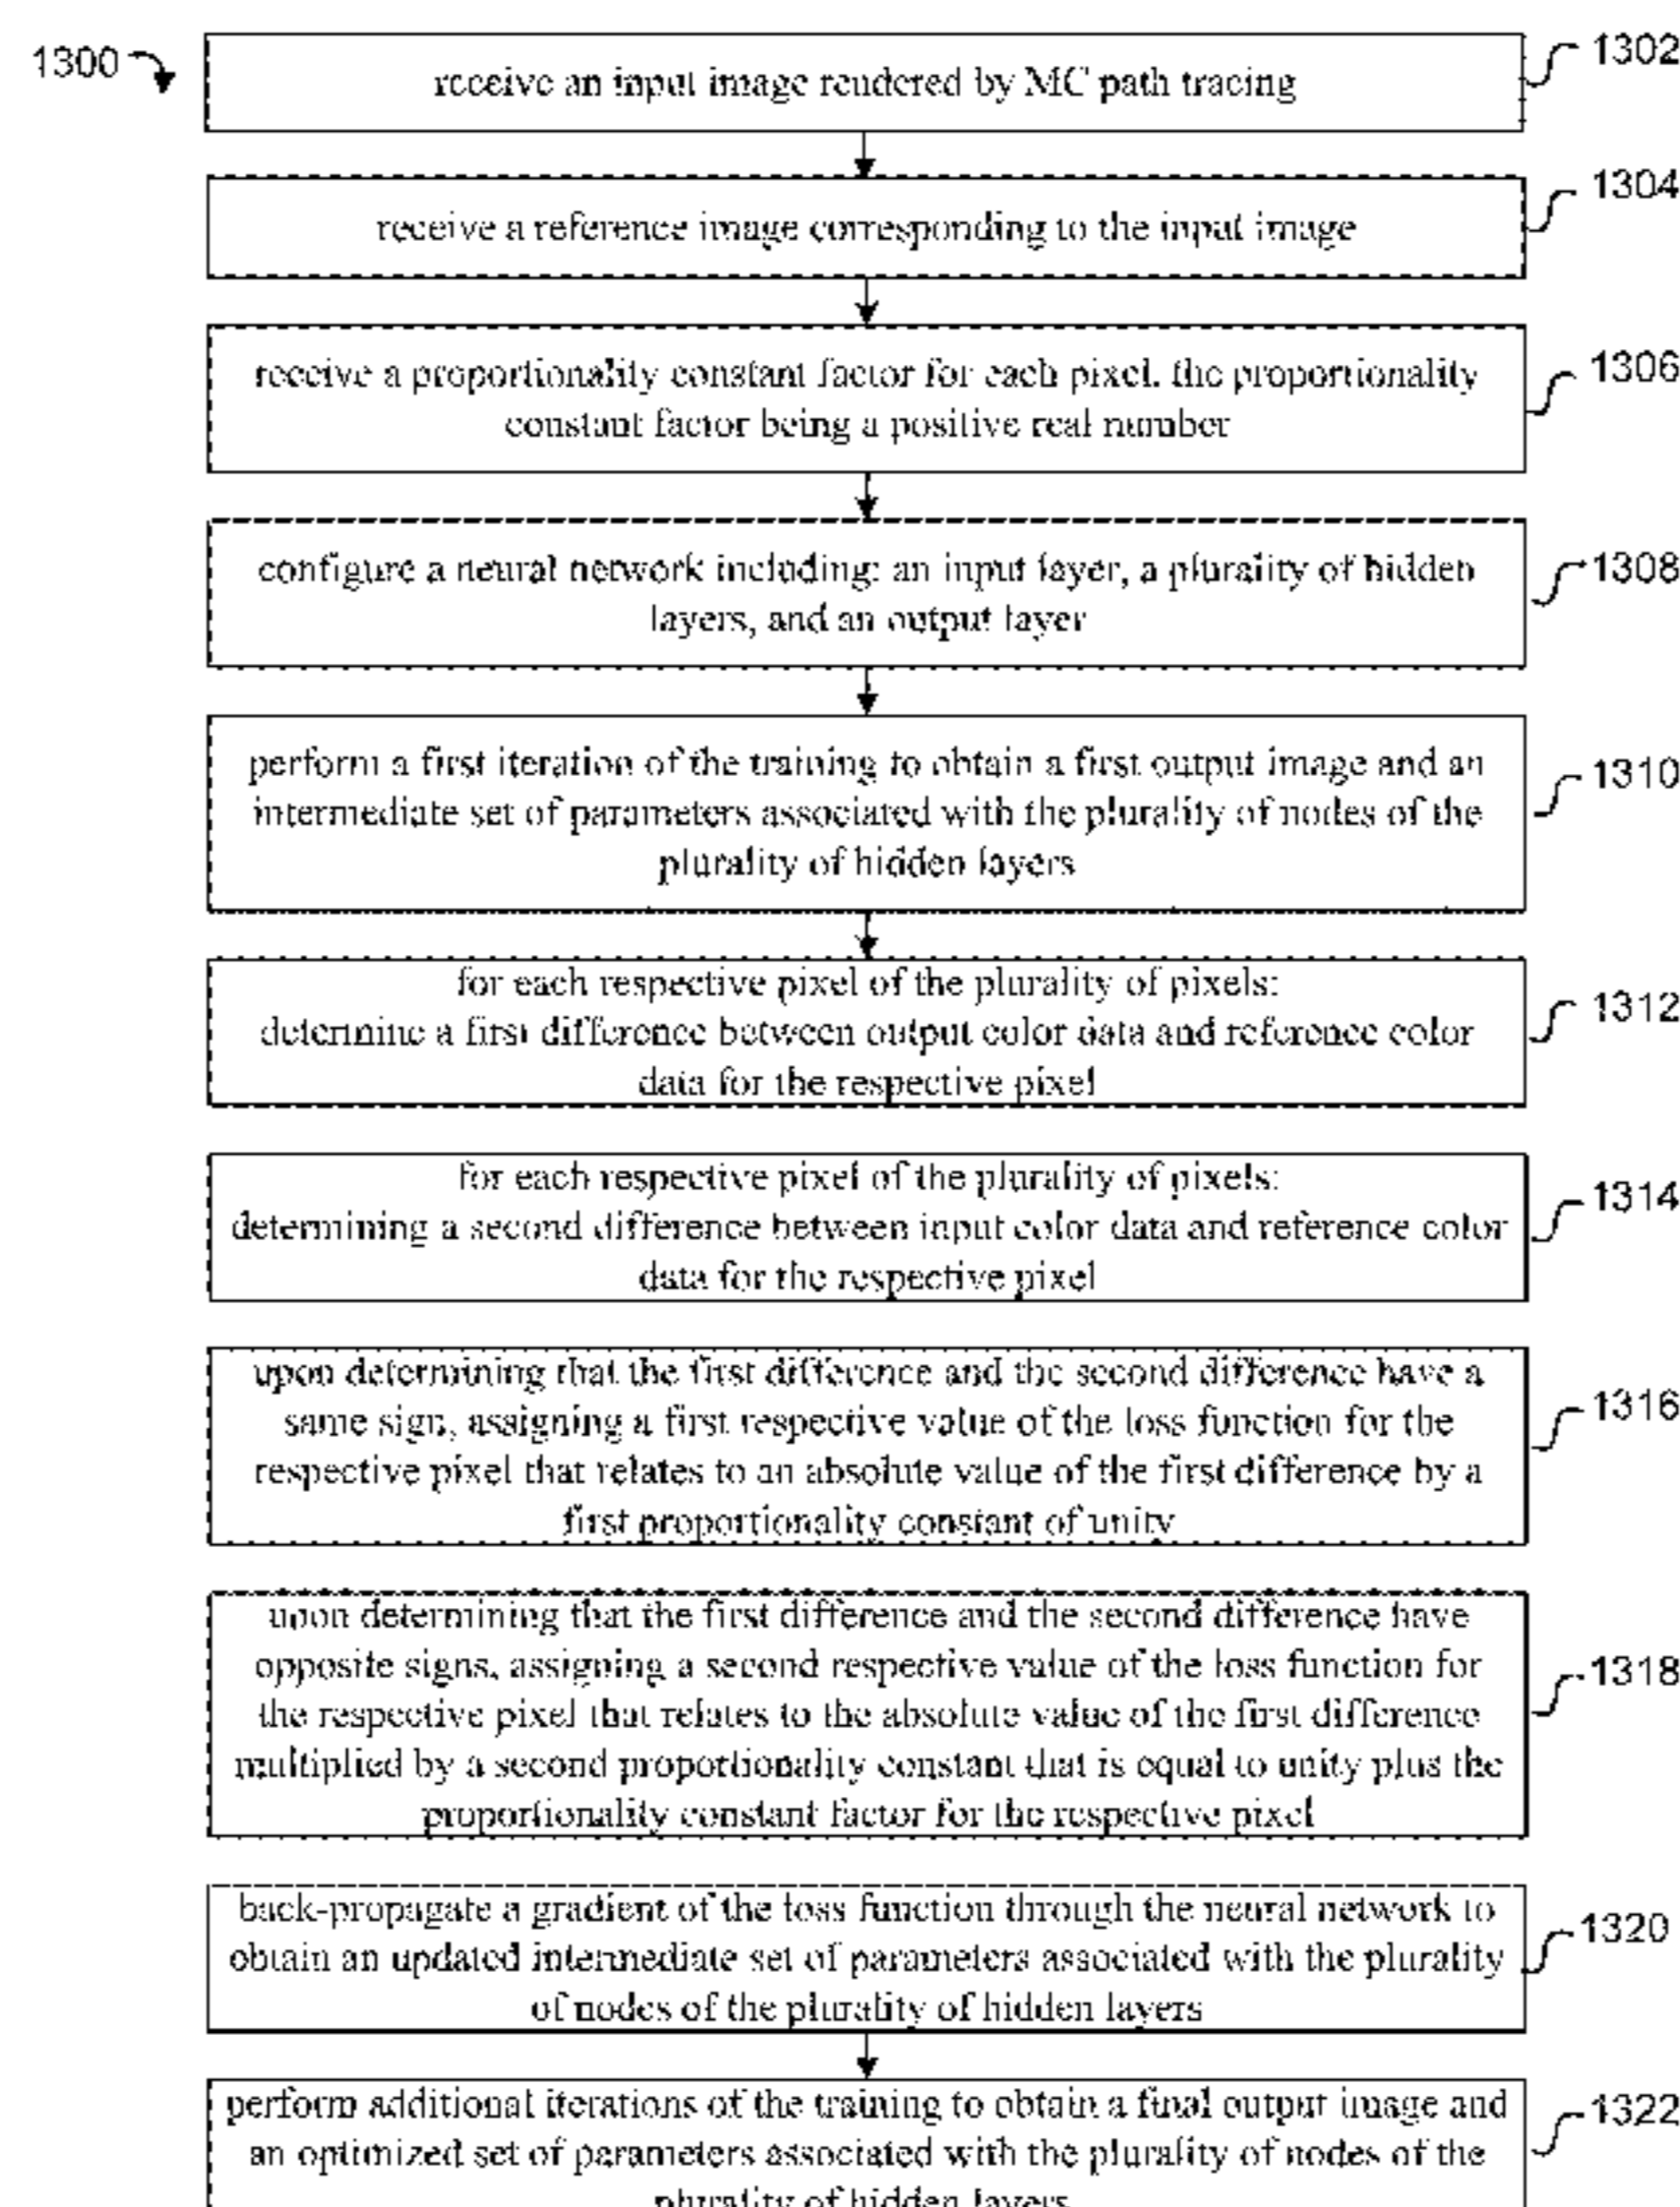 1300
receive an input image rendered by MC path tracing
1302
receive a reference image corresponding to the input image
1304
receive a proportionality constant factor for each pixel, the proportionality
constant factor being a positive real number
1306
configure a neural network including: an input layer, a plurality of hidden
layers, and an output layer
1308
perform a first iteration of the training to obtain a first output image and an
intermediate set of parameters associated with the plurality of nodes of the
plurality of hidden layers
1310
for each respective pixel of the plurality of pixels:
determine a first difference between output color data and reference color
data for the respective pixel
1312
for each respective pixel of the plurality of pixels:
determining a second difference between input color data and reference color
data for the respective pixel
1314
upon determining that the first difference and the second difference have a
same sign, assigning a first respective value of the loss function for the
respective pixel that relates to an absolute value of the first difference by a
first proportionality constant of unity
1316
upon determining that the first difference and the second difference have
opposite signs, assigning a second respective value of the loss function for
the respective pixel that relates to the absolute value of the first difference
multiplied by a second proportionality constant that is equal to unity plus the
proportionality constant factor for the respective pixel
1318
back-propagate a gradient of the loss function through the neural network to
obtain an updated intermediate set of parameters associated with the plurality
of nodes of the plurality of hidden layers
1320
perform additional iterations of the training to obtain a final output image and
an optimized set of parameters associated with the plurality of nodes of the
plurality of hidden layers
1322